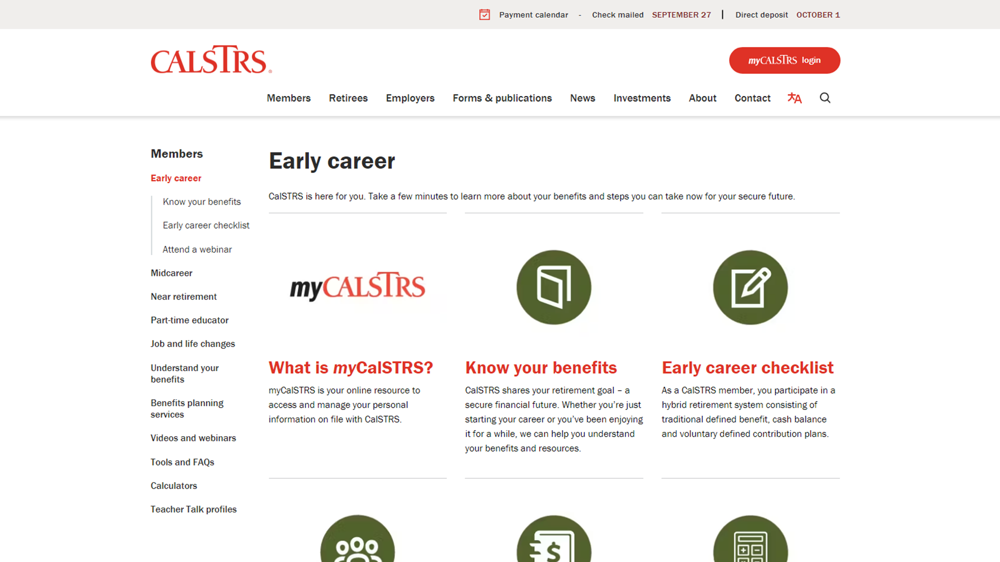 Payment calendar - Check mailed SEPTEMBER 27 | Direct deposit OCTOBER 1
CALSTRS®
myCALSTRS login
Members Retirees Employers Forms & publications News Investments About Contact
Members
Early career
Know your benefits
Early career checklist
Attend a webinar
Midcareer
Near retirement
Part-time educator
Job and life changes
Understand your
benefits
Benefits planning
services
Videos and webinars
Tools and FAQs
Calculators
Teacher Talk profiles
Early career
CalSTRS is here for you. Take a few minutes to learn more about your benefits and steps you can take now for your secure future.
myCALSTRS
What is myCalSTRS?
myCalSTRS is your online resource to
access and manage your personal
information on file with CalSTRS.
Know your benefits
CalSTRS shares your retirement goal – a
secure financial future. Whether you’re just
starting your career or you’ve been enjoying
it for a while, we can help you understand
your benefits and resources.
Early career checklist
As a CalSTRS member, you participate in a
hybrid retirement system consisting of
traditional defined benefit, cash balance
and voluntary defined contribution plans.